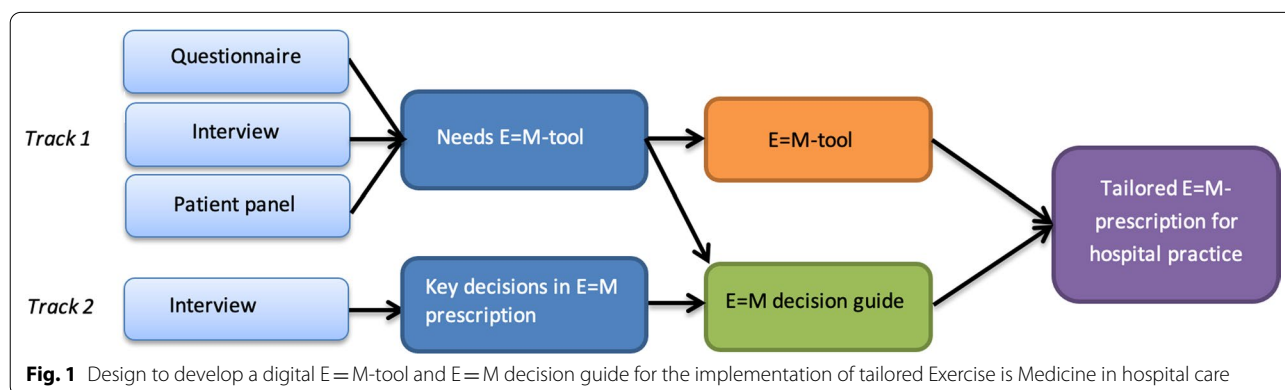 Questionnaire
Track 1
Interview
Patient panel
Needs E=M-tool
E=M-tool
Tailored E=M-
prescription for
hospital practice
Track 2
Interview
Key decisions in E=M
prescription
E=M decision guide
Fig. 1 Design to develop a digital E=M-tool and E=M decision guide for the implementation of tailored Exercise is Medicine in hospital care